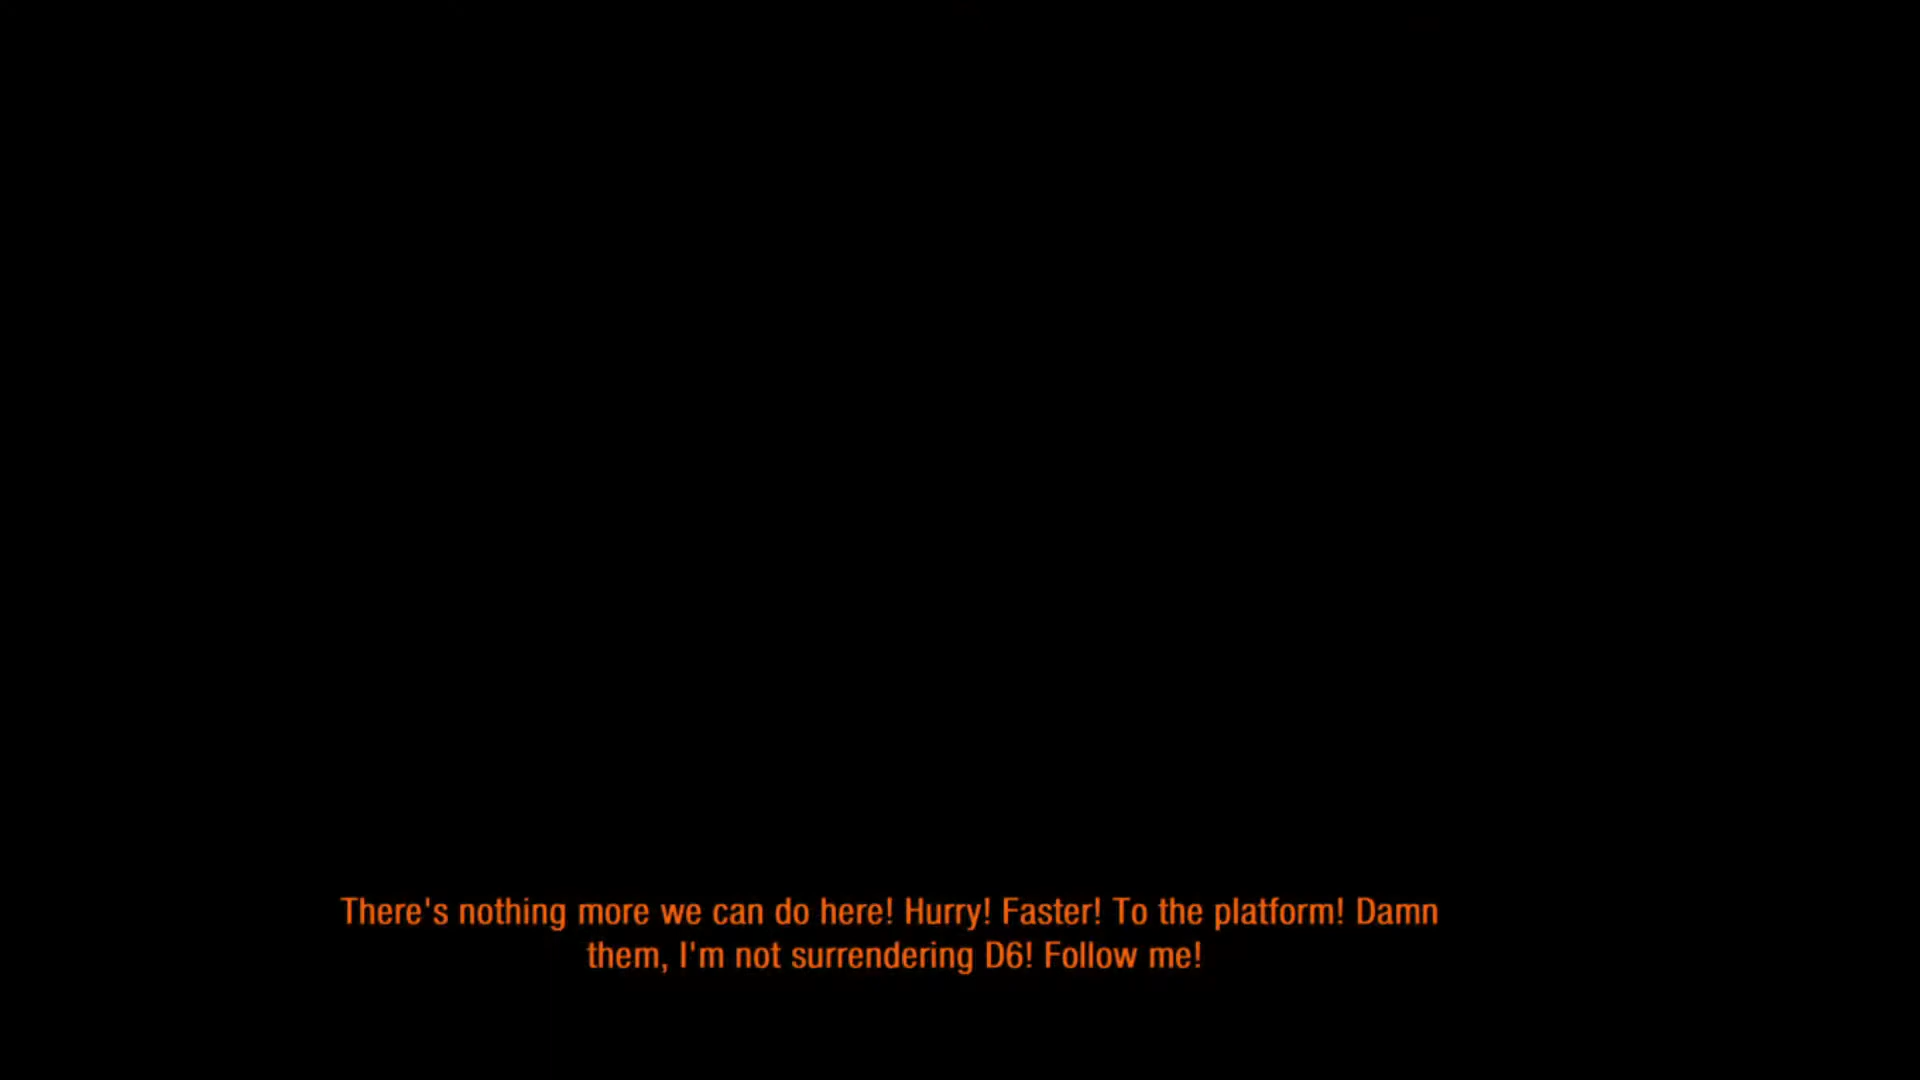 There's nothing more we can do here! Hurry! Faster! To the platform! Damn
them, I'm not surrendering D6! Follow me!